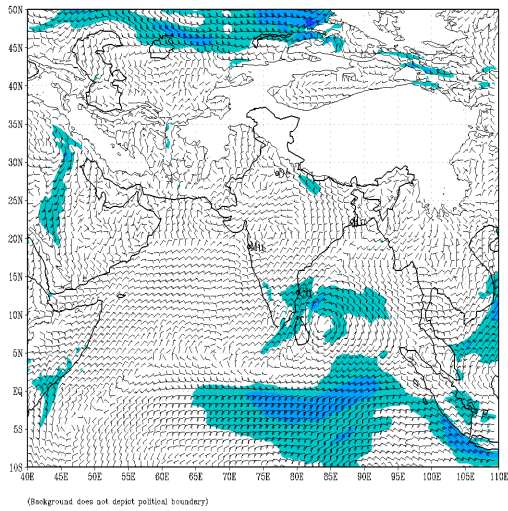 50N
45N
40N
35N
30N
25N
20N
15N
10N
5N
EQ
5S
10S
40E 45E 50E 55E 60E 65E 70E 75E 80E 85E 90E 95E 100E 105E 110E
(Background does not depict political boundary)